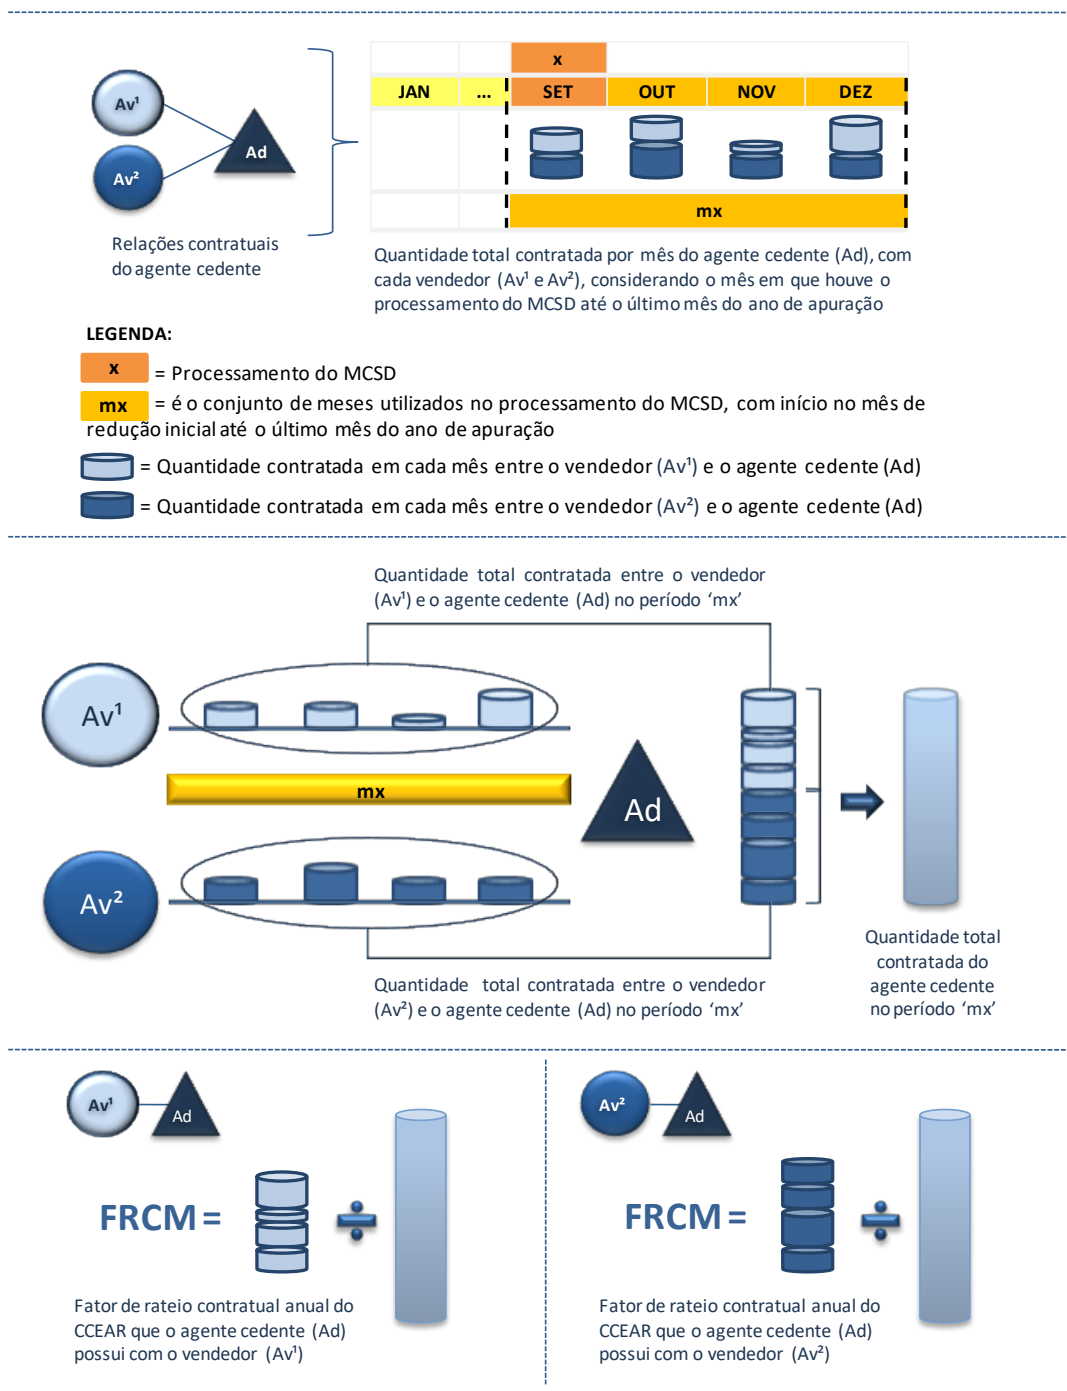 x
JAN ... SET OUT NOV DEZ
Av¹
Ad
Av²
mx
Relações contratuais
do agente cedente
Quantidade total contratada por mês do agente cedente (Ad), com
cada vendedor (Av¹ e Av²), considerando o mês em que houve o
processamento do MCSD até o último mês do ano de apuração
LEGENDA:
x = Processamento do MCSD
mx = é o conjunto de meses utilizados no processamento do MCSD, com início no mês de
redução inicial até o último mês do ano de apuração
= Quantidade contratada em cada mês entre o vendedor (Av¹) e o agente cedente (Ad)
= Quantidade contratada em cada mês entre o vendedor (Av²) e o agente cedente (Ad)
Quantidade total contratada entre o vendedor
(Av¹) e o agente cedente (Ad) no período ‘mx’
Av¹
mx
Ad
Av²
Quantidade total contratada entre o vendedor
(Av²) e o agente cedente (Ad) no período ‘mx’
Quantidade total
contratada do
agente cedente
no período ‘mx’
Av¹
Ad
FRCM =
Fator de rateio contratual anual do
CCEAR que o agente cedente (Ad)
possui com o vendedor (Av¹)
Av²
Ad
FRCM =
Fator de rateio contratual anual do
CCEAR que o agente cedente (Ad)
possui com o vendedor (Av²)